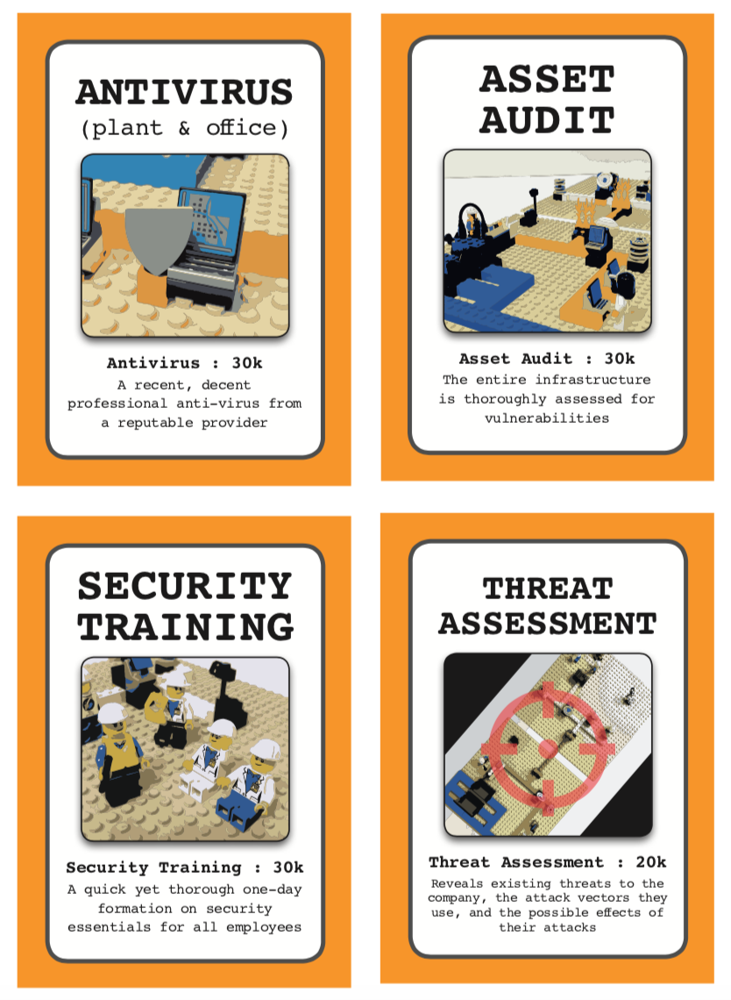 ANTIVIRUS
(plant & office)
Antivirus : 30k
A recent, decent
professional anti-virus from
a reputable provider
ASSET
AUDIT
Asset Audit : 30k
The entire infrastructure
is thoroughly assessed for
vulnerabilities
SECURITY
TRAINING
Security Training : 30k
A quick yet thorough one-day
formation on security
essentials for all employees
THREAT
ASSESSMENT
Threat Assessment : 20k
Reveals existing threats to the
company, the attack vectors they
use, and the possible effects of
their attacks